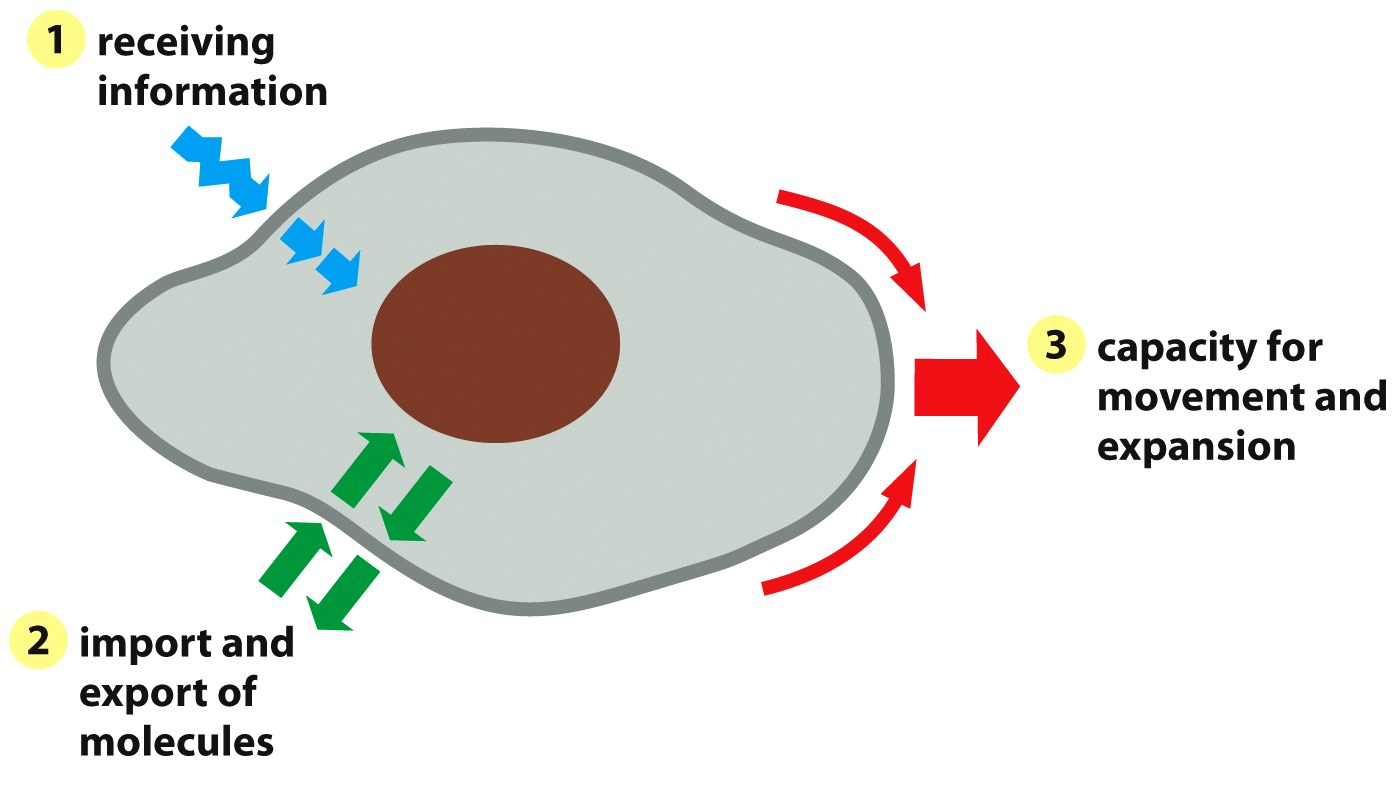 1 receiving
information
2 import and
export of
molecules
3 capacity for
movement and
expansion